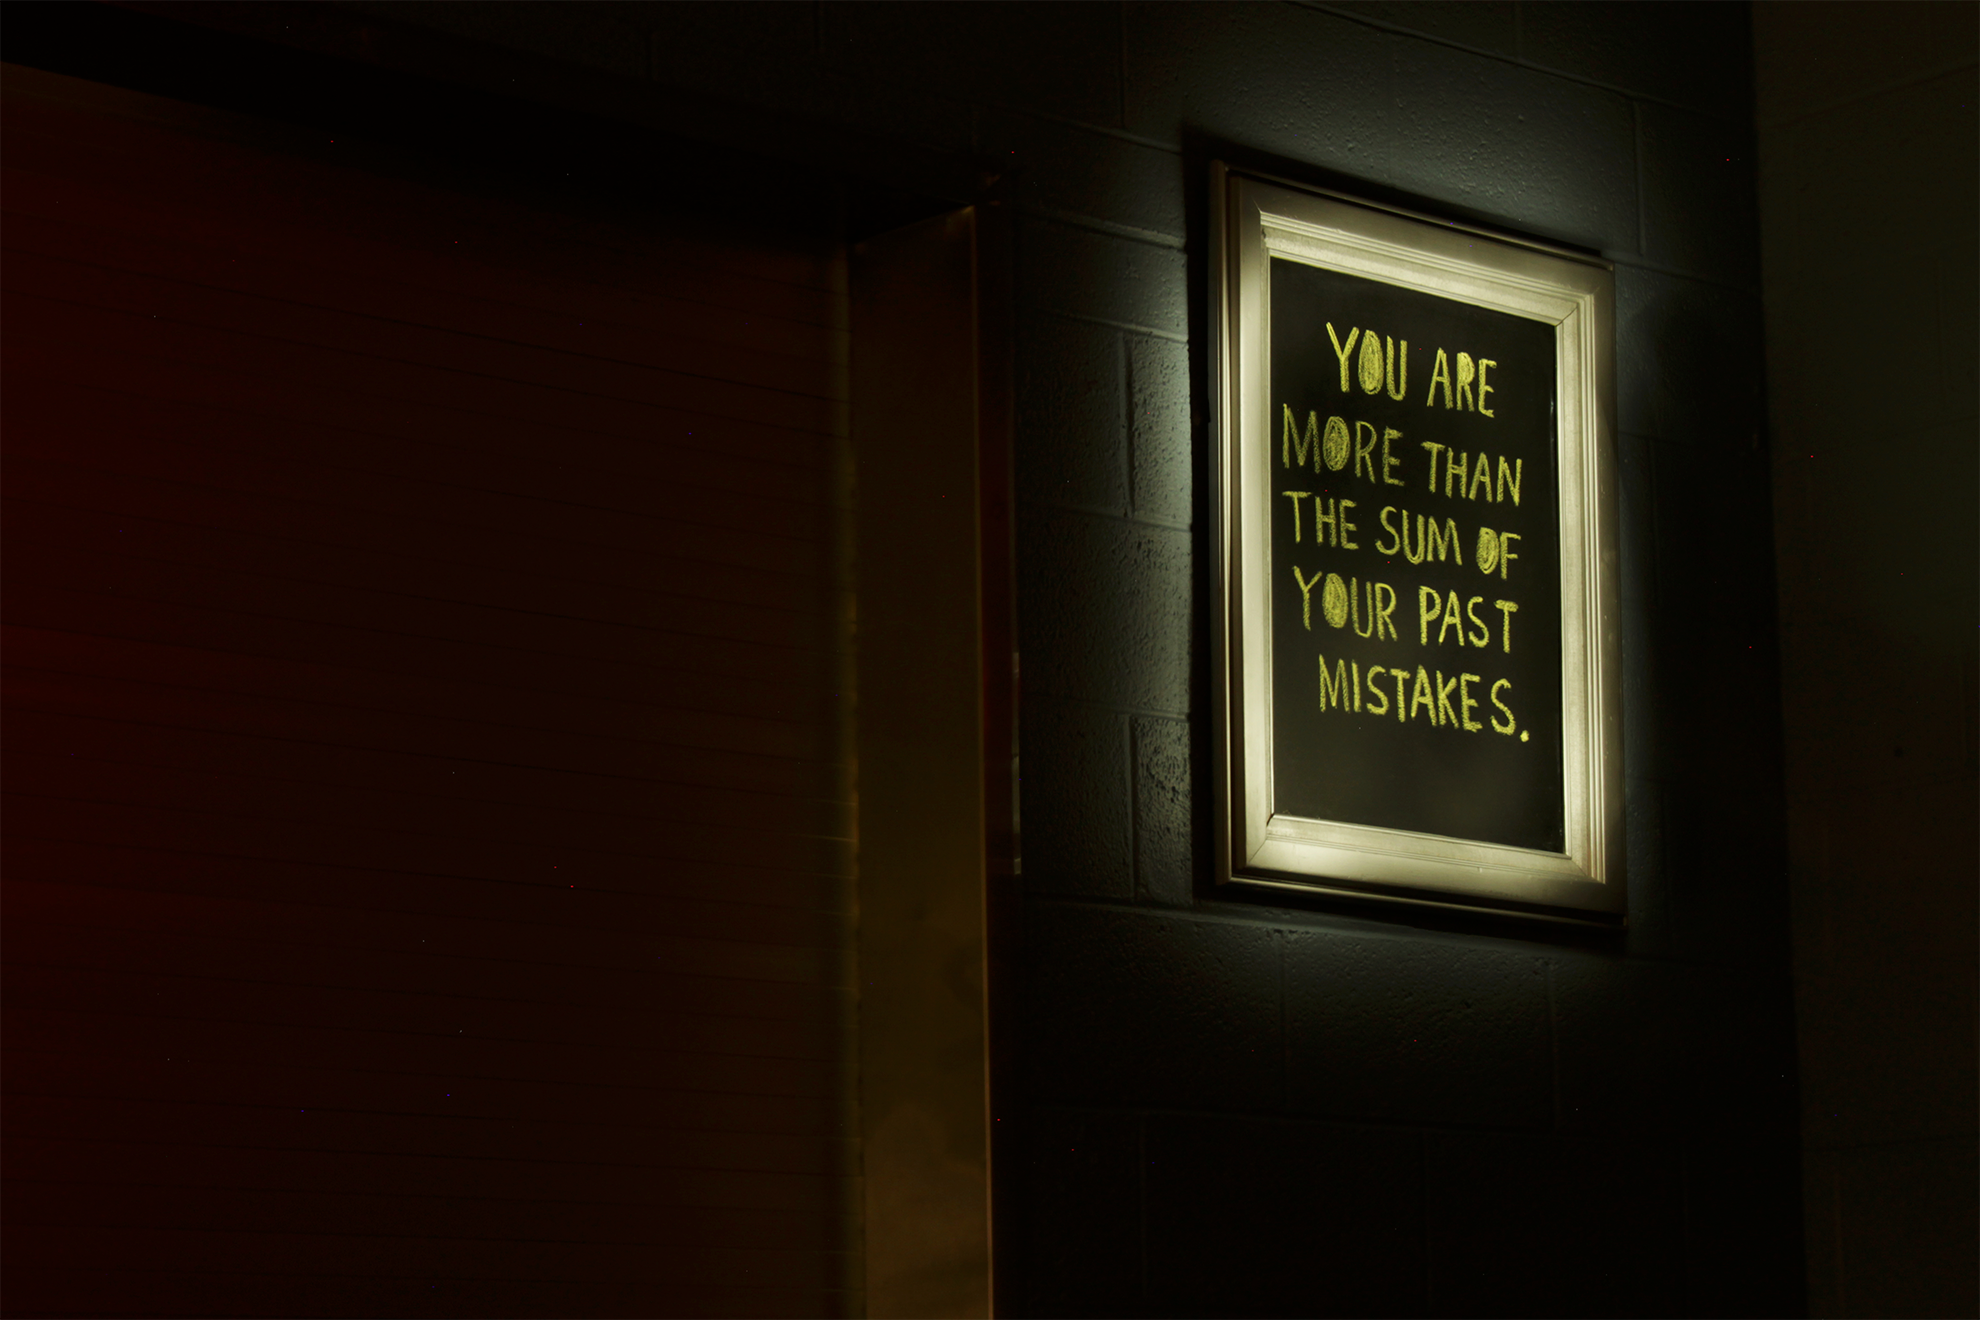 YOU ARE
MORE THAN
THE SUM OF
YOUR PAST
MISTAKES.